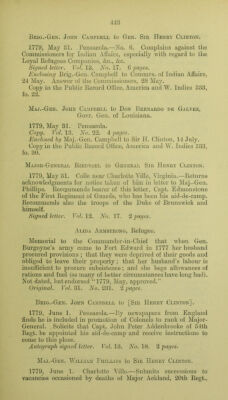 443
Brig.-Gen. John Campbell to Gen. Sir Henry Clinton.
1779, May 31. Pensacola.—No. 6. Complains against the
Commissioners for Indian Affairs, especially with regard to the
Loyal Refugees Companies, &c., &c.
Signed letter. Vol. 12. No. 17. 6 pages.
Enclosing Brig.-Gen. Campbell to Commrs. of Indian Affairs,
24 May. Answer of the Commissioners, 28 May.
Copy in the Public Record Office, America and W. Indies 533,
fo. 22.
Maj.-Gen. John Campbell to Don Bernardo de Galvez,
Govr. Gen. of Louisiana.
1779, May 31. Pensacola.
Copy. Vol. 13. No. 22. 4 pages.
Enclosed by Maj.-Gen. Campbell to Sir H. Clinton, 14 July.
Copy in the Public Record Office, America and W. Indies 533,
fo. 30.
Major-General Riedesel to General Sir Henry Clinton.
1779, May 31. Colle near Charlotte Ville, Virginia.—Returns
acknowledgments for notice taken of him in letter to Maj.-Gen.
Phillips. Recommends bearer of this letter, Capt. Edmonstone
of the First Regiment of Guards, who has been his aid-de-camp.
Recommends also the troops of the Duke of Brunswick and
himself.
Signed letter. Vol. 12. No. 17. 2 pages.
Alida Armstrong, Refugee.
Memorial to the Commander-in-Chief that when Gen.
Burgoyne's army came to Fort Edward in 1777 her husband
procured provisions; that they were deprived of their goods and
obliged to leave their property; that her husband's labour is
insufficient to procure subsistence; and she begs allowances of
rations and fuel (as many of better circumstances have long had).
Not dated, but endorsed "1779, May, approved."
Original. Vol. 31. No. 231. 2 pages.
Brig.-Gen. John Campbell to [Sir Henry Clinton].
1779, June 1. Pensacola.—By newspapers from England
finds he is included in promotion of Colonels to rank of Major-
General. Solicits that Capt. John Peter Addenbrooke of 54th
Regt. be appointed his aid-de-camp and receive instructions to
come to this place.
Autograph signed letter. Vol. 13. No. 18. 2 pages.
Maj.-Gen. William Phillips to Sir Henry Clinton.
1779, June 1. Charlotte Ville.—Submits successions to
vacancies occasioned by deaths of Major Ackland, 20th Regt.,